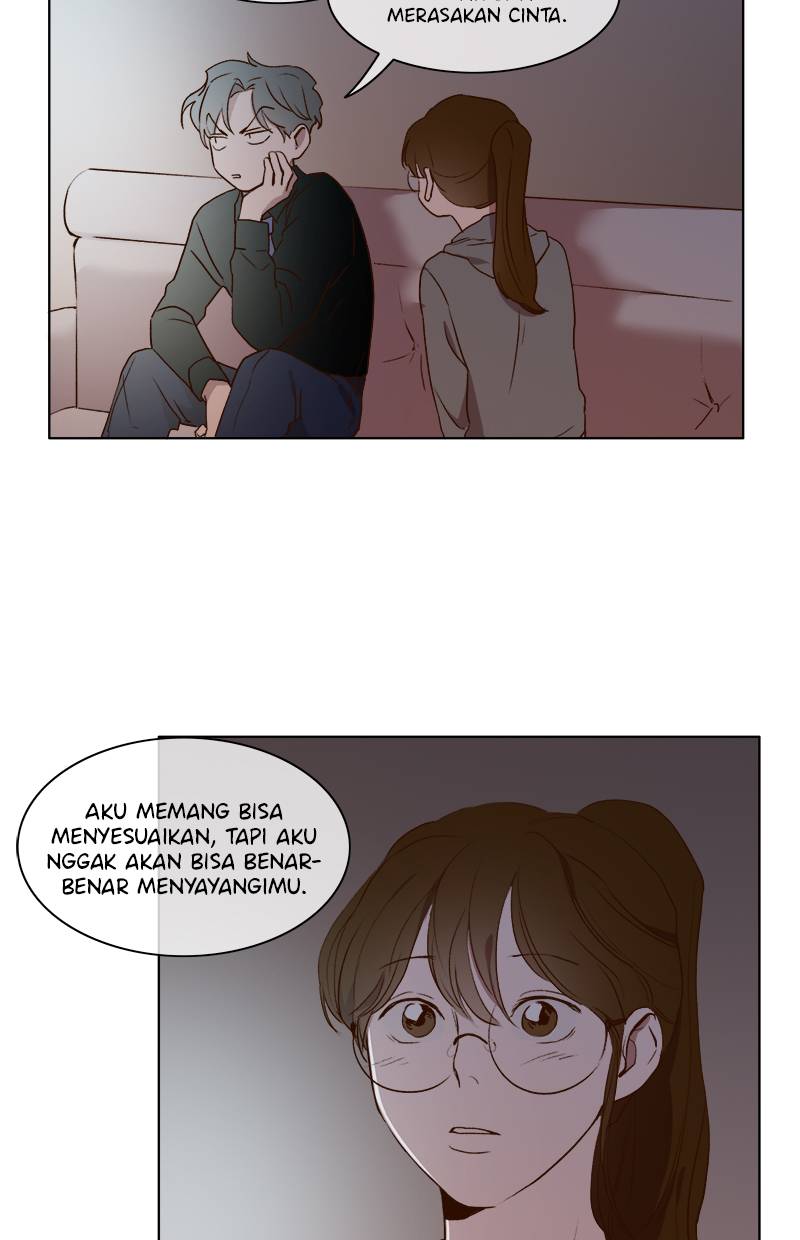 MERASAKAN CINTA.
AKU MEMANG BISA
MENYESUAIKAN, TAPI AKU
NGGAK AKAN BISA BENAR-
BENAR MENYAYANGIMU.